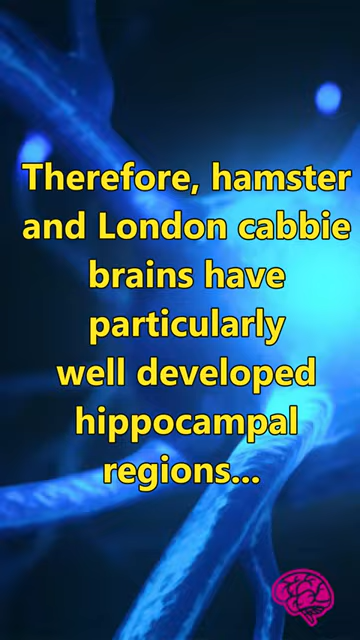 Therefore, hamster
and London cabbie
brains have
particularly
well developed
hippocampal
regions...